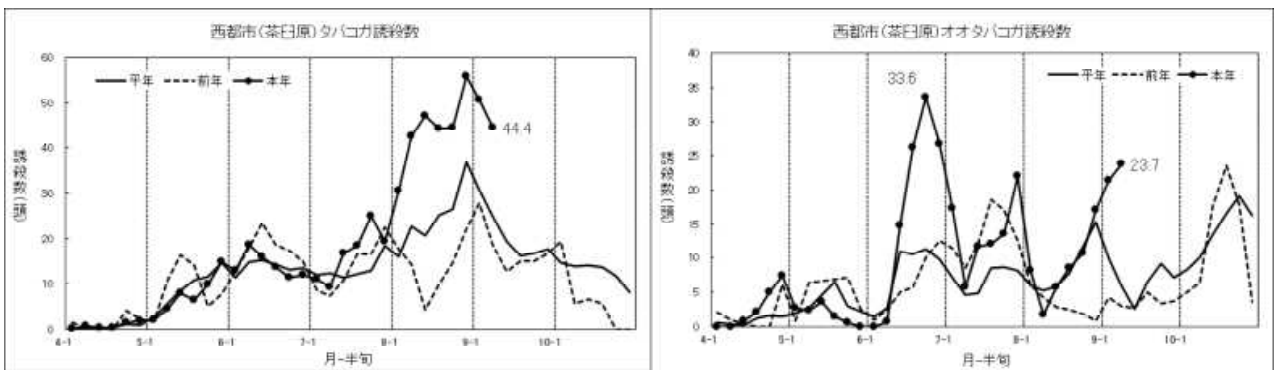 西都市(茶臼原)タバコガ誘殺数
60
50
40
30
20
10
0
平年 前年 本年
44.4
誘殺数(頭)
4-1 5-1 6-1 7-1 8-1 9-1 10-1
月-半旬
西都市(茶臼原)オオタバコガ誘殺数
40
35
30
25
20
15
10
5
0
平年 前年 本年
33.6
23.7
誘殺数(頭)
4-1 5-1 6-1 7-1 8-1 9-1 10-1
月-半旬